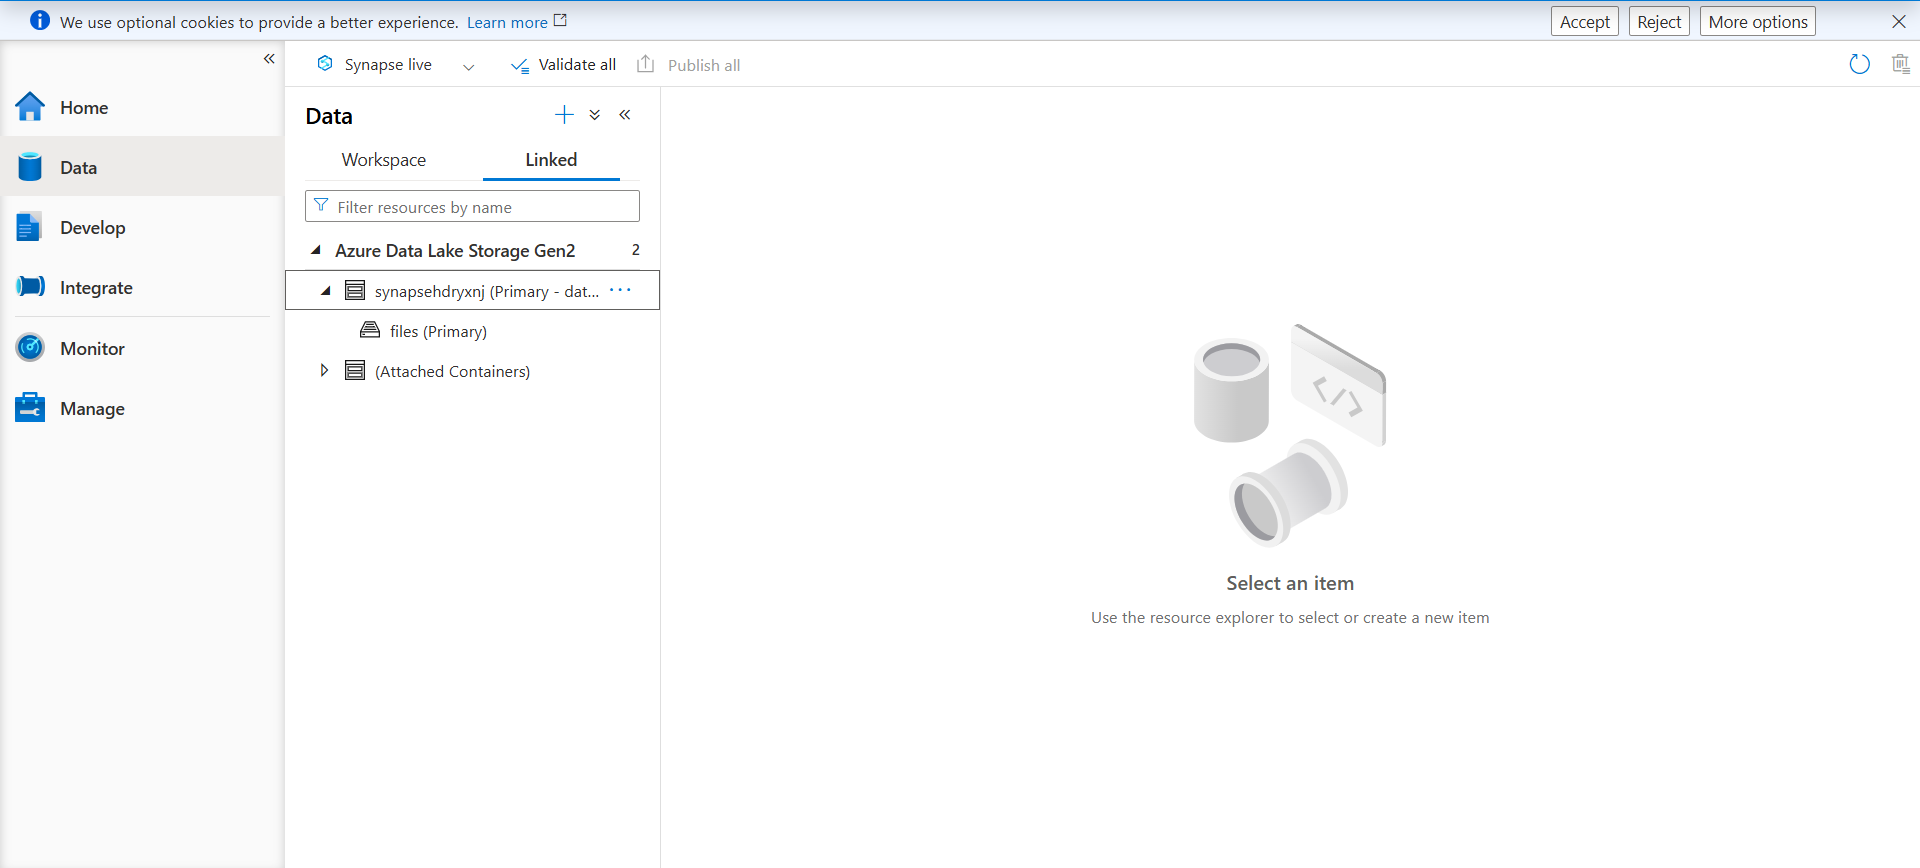 We use optional cookies to provide a better experience. Learn more
Accept
Reject
More options
Synapse live
Validate all
Publish all
Home
Data
Develop
Integrate
Monitor
Manage
Data
Workspace
Linked
Filter resources by name
Azure Data Lake Storage Gen2 2
synapsehdryxnj (Primary - dat...
files (Primary)
(Attached Containers)
Select an item
Use the resource explorer to select or create a new item